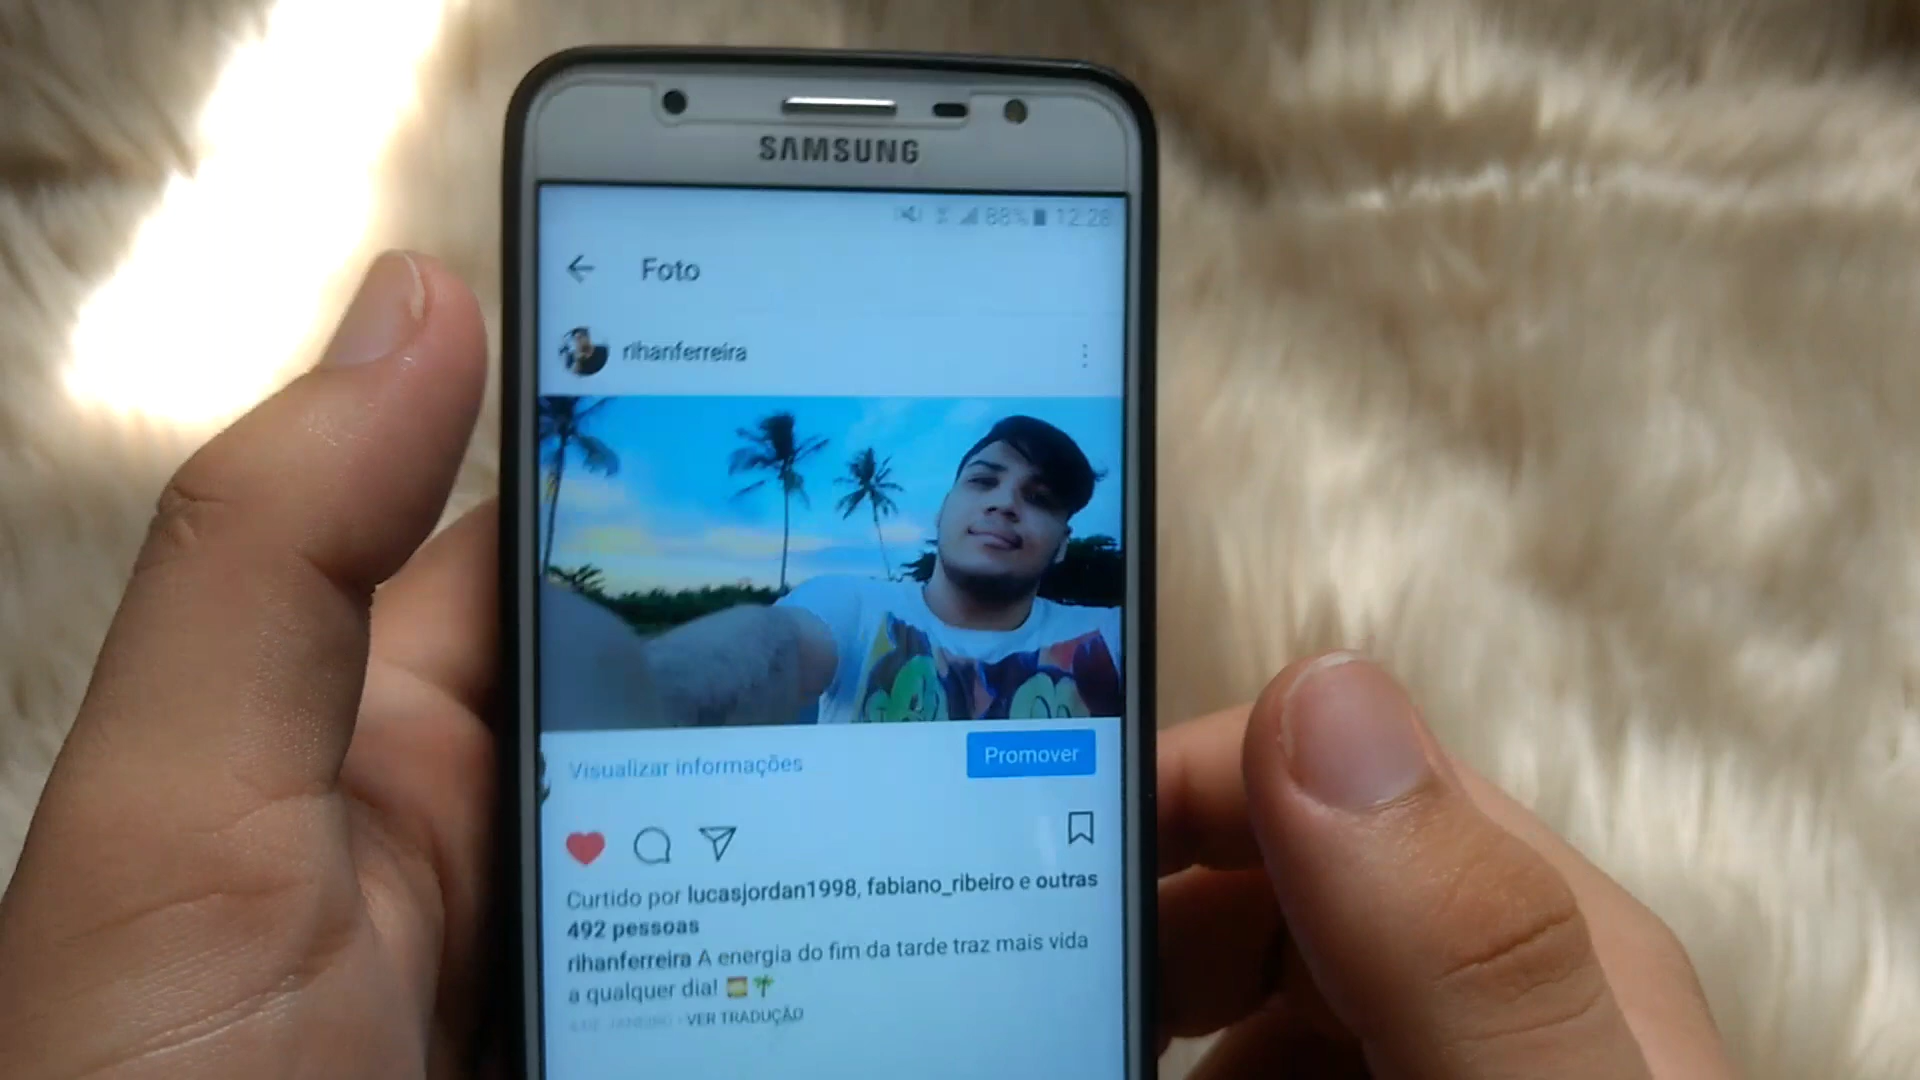 SAMSUNG
88% 12:28
Foto
rihanferreira
Visualizar informações
Promover
Curtido por lucasjordan1998, fabiano_ribeiro e outras
492 pessoas
rihanferreira A energia do fim da tarde traz mais vida
a qualquer dia! 🌅🌴
VER TRADUÇÃO